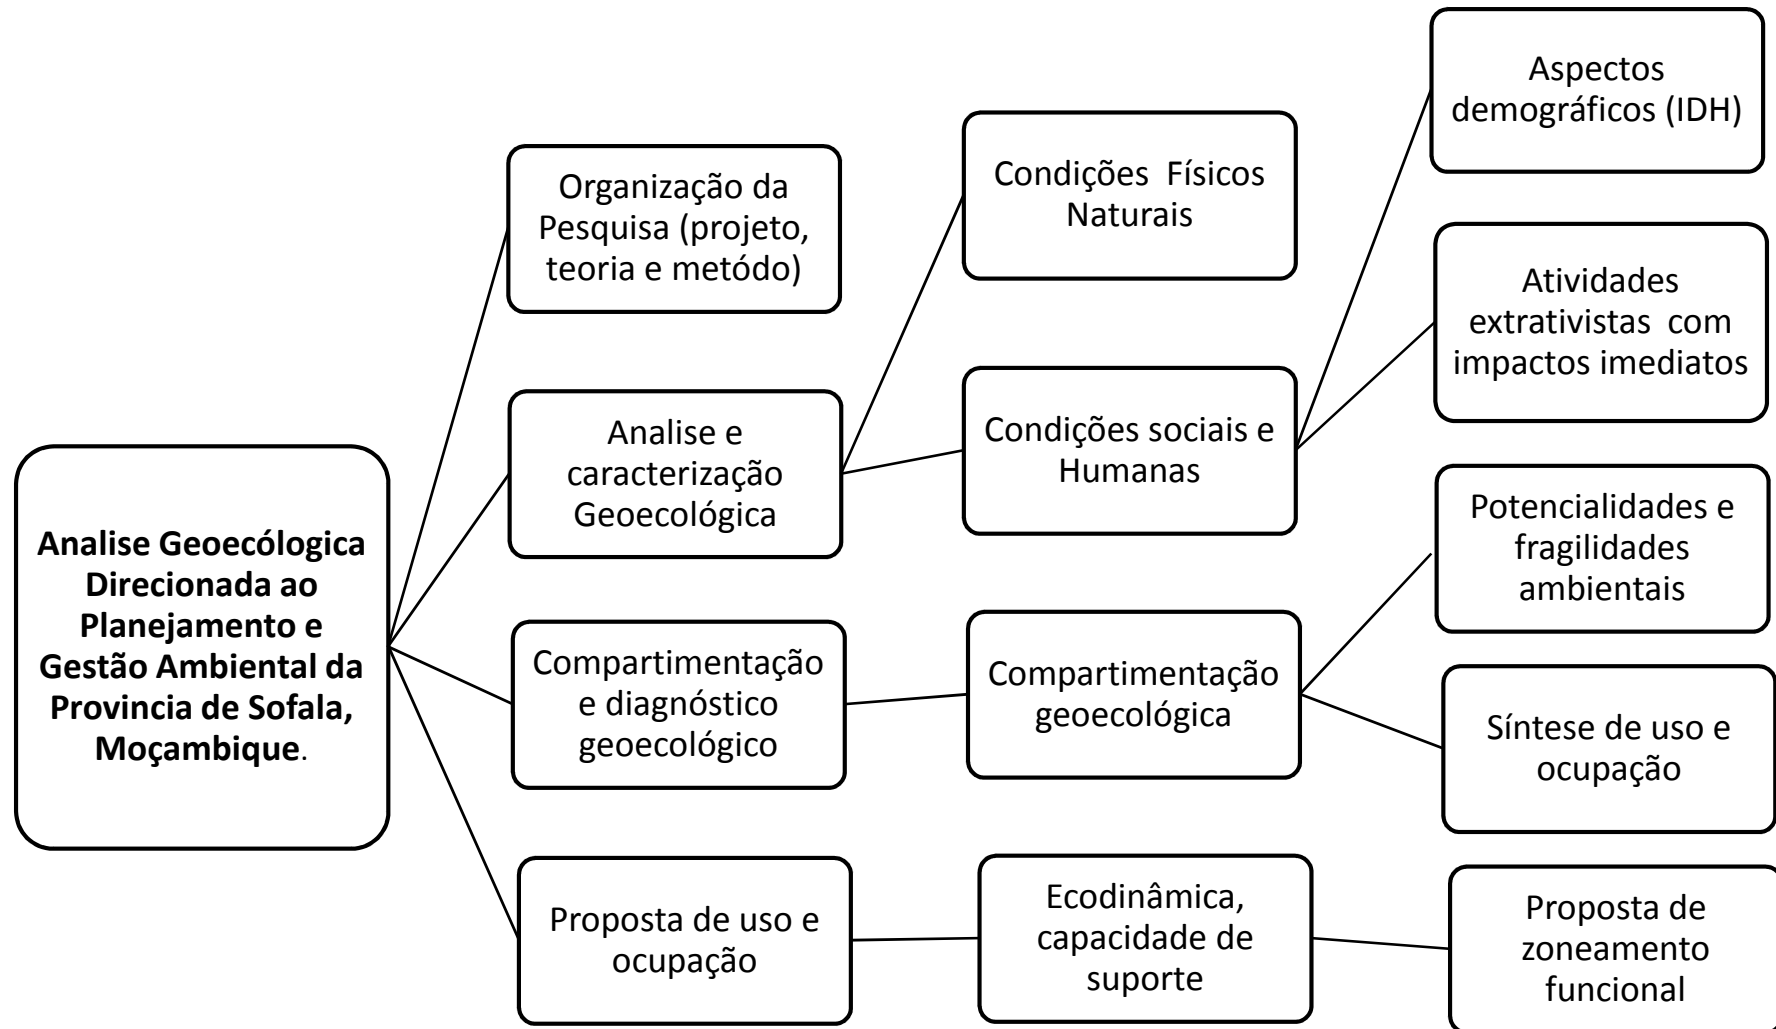 Analise Geoecólogica
Direcionada ao
Planejamento e
Gestão Ambiental da
Provincia de Sofala,
Moçambique.
Organização da
Pesquisa (projeto,
teoria e metódo)
Analise e
caracterização
Geoecológica
Compartimentação
e diagnóstico
geoecológico
Proposta de uso e
ocupação
Condições  Físicos
Naturais
Condições sociais e
Humanas
Compartimentação
geoecológica
Ecodinâmica,
capacidade de
suporte
Aspectos
demográficos (IDH)
Atividades
extrativistas  com
impactos imediatos
Potencialidades e
fragilidades
ambientais
Síntese de uso e
ocupação
Proposta de
zoneamento
funcional